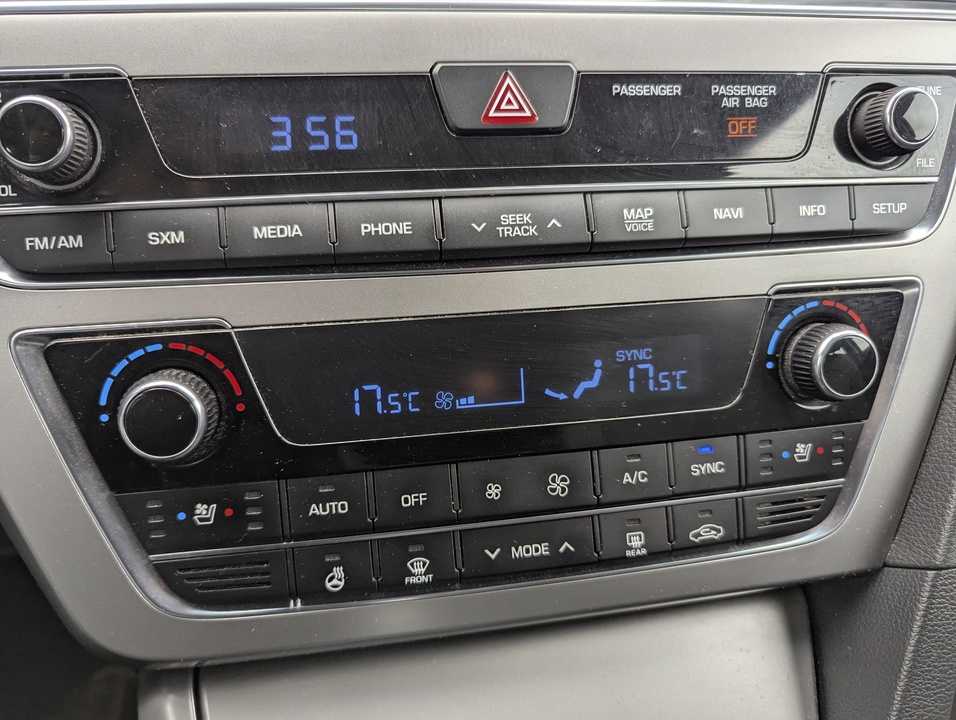 PASSENGER
PASSENGER
AIR BAG
OFF
3 56
FILE
FM/AM
SXM
MEDIA
PHONE
SEEK
TRACK
MAP
VOICE
NAVI
INFO
SETUP
17.5°C
SYNC
17.5°C
AUTO
OFF
A/C
SYNC
FRONT
MODE
REAR